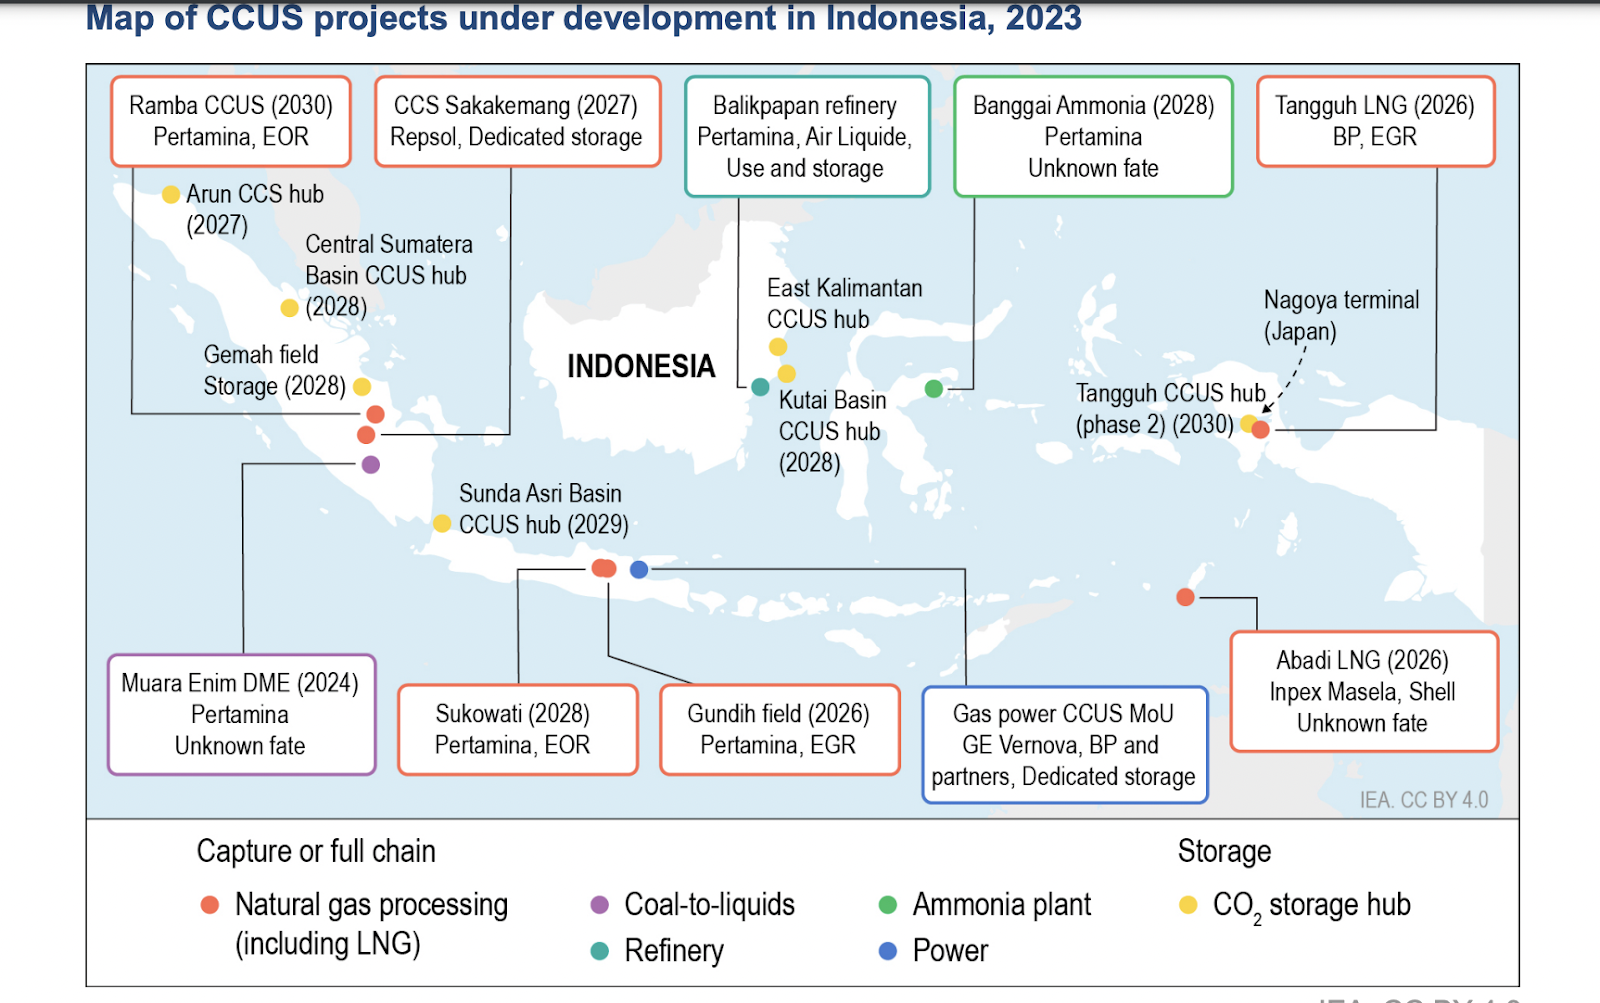 Map of CCUS projects under development in Indonesia, 2023
Ramba CCUS (2030)
Pertamina, EOR
CCS Sakakemang (2027)
Repsol, Dedicated storage
Balikpapan refinery
Pertamina, Air Liquide,
Use and storage
Banggai Ammonia (2028)
Pertamina
Unknown fate
Tangguh LNG (2026)
BP, EGR
Arun CCS hub
(2027)
Central Sumatera
Basin CCUS hub
(2028)
Gemah field
Storage (2028)
East Kalimantan
CCUS hub
INDONESIA
Kutai Basin
CCUS hub
(2028)
Nagoya terminal
(Japan)
Tangguh CCUS hub
(phase 2) (2030)
Sunda Asri Basin
CCUS hub (2029)
Muara Enim DME (2024)
Pertamina
Unknown fate
Sukowati (2028)
Pertamina, EOR
Gundih field (2026)
Pertamina, EGR
Gas power CCUS MoU
GE Vernova, BP and
partners, Dedicated storage
Abadi LNG (2026)
Inpex Masela, Shell
Unknown fate
IEA. CC BY 4.0
Capture or full chain
Natural gas processing
(including LNG)
Coal-to-liquids
Refinery
Ammonia plant
Power
Storage
CO2 storage hub
IEA. CC BY 4.0